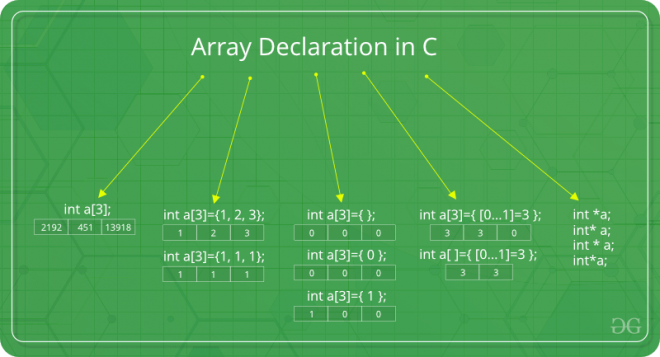 Array Declaration in C
int a[3];
2192 451 13918
int a[3]={1, 2, 3};
1 2 3
int a[3]={1, 1, 1};
1 1 1
int a[3]={ };
0 0 0
int a[3]={ 0 };
0 0 0
int a[3]={ 1 };
1 0 0
int a[3]={ [0...1]=3 };
3 3 0
int a[ ]={ [0...1]=3 };
3 3
int *a;
int* a;
int * a;
int*a;